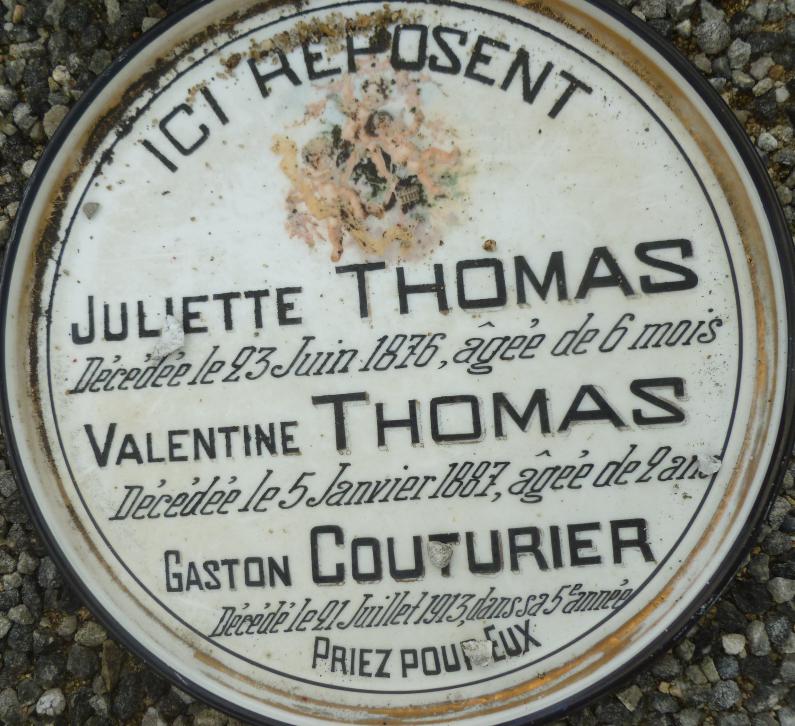 ICI REPOSENT
JULIETTE THOMAS
Décédée le 23 Juin 1876, âgée de 6 mois
VALENTINE THOMAS
Décédée le 5 Janvier 1887, âgée de 2 ans
GASTON COUTURIER
Décédé le 21 Juillet 1913, dans sa 5e année
PRIEZ POUR EUX